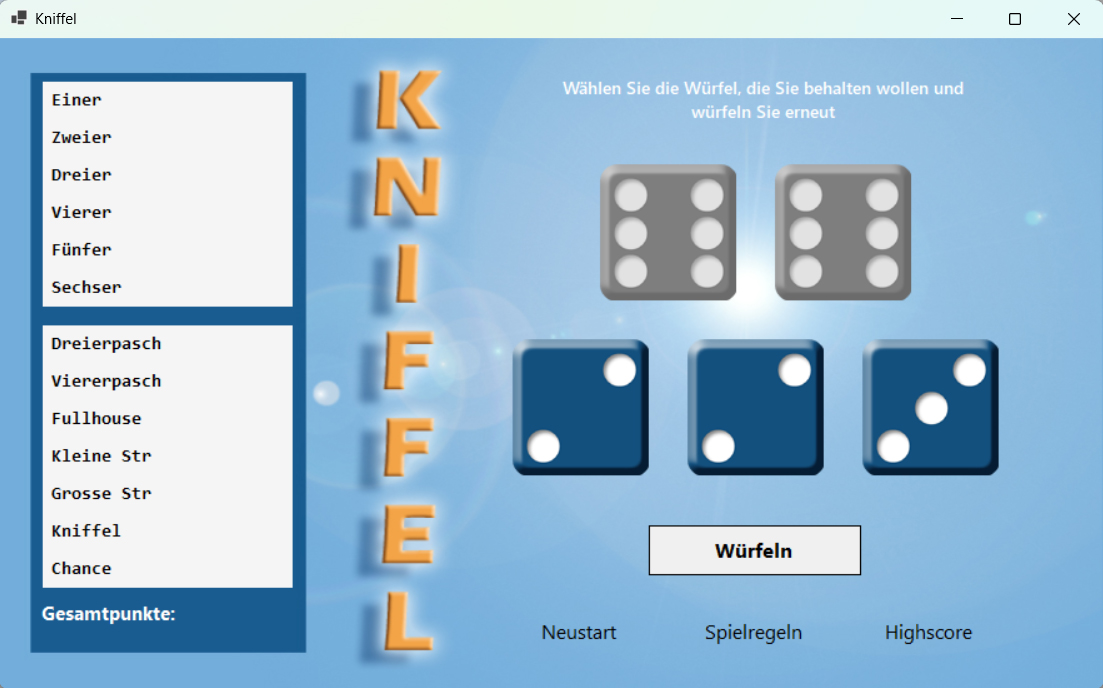 Kniffel
Einer
Zweier
Dreier
Vierer
Fünfer
Sechser
Dreierpasch
Viererpasch
Fullhouse
Kleine Str
Grosse Str
Kniffel
Chance
Gesamtpunkte:
KNIFFEL
Wählen Sie die Würfel, die Sie behalten wollen und
würfeln Sie erneut
Würfeln
Neustart
Spielregeln
Highscore